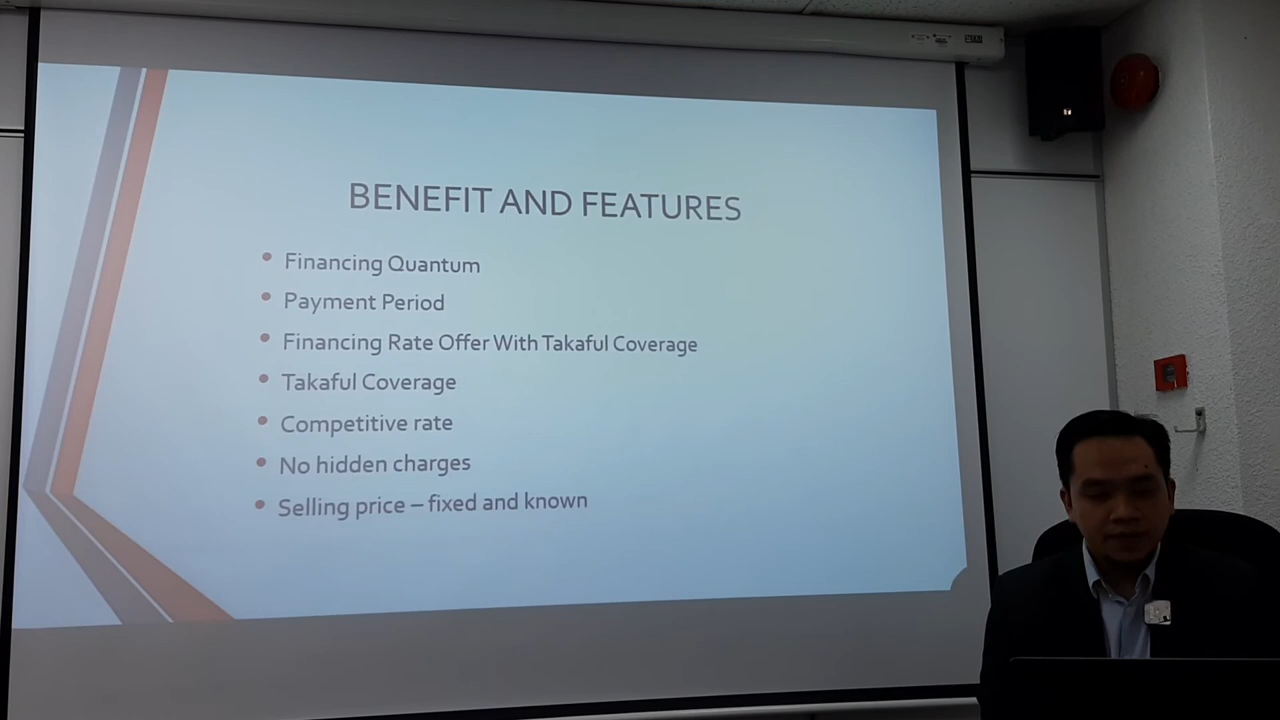 BENEFIT AND FEATURES
Financing Quantum
Payment Period
Financing Rate Offer With Takaful Coverage
Takaful Coverage
Competitive rate
No hidden charges
Selling price – fixed and known